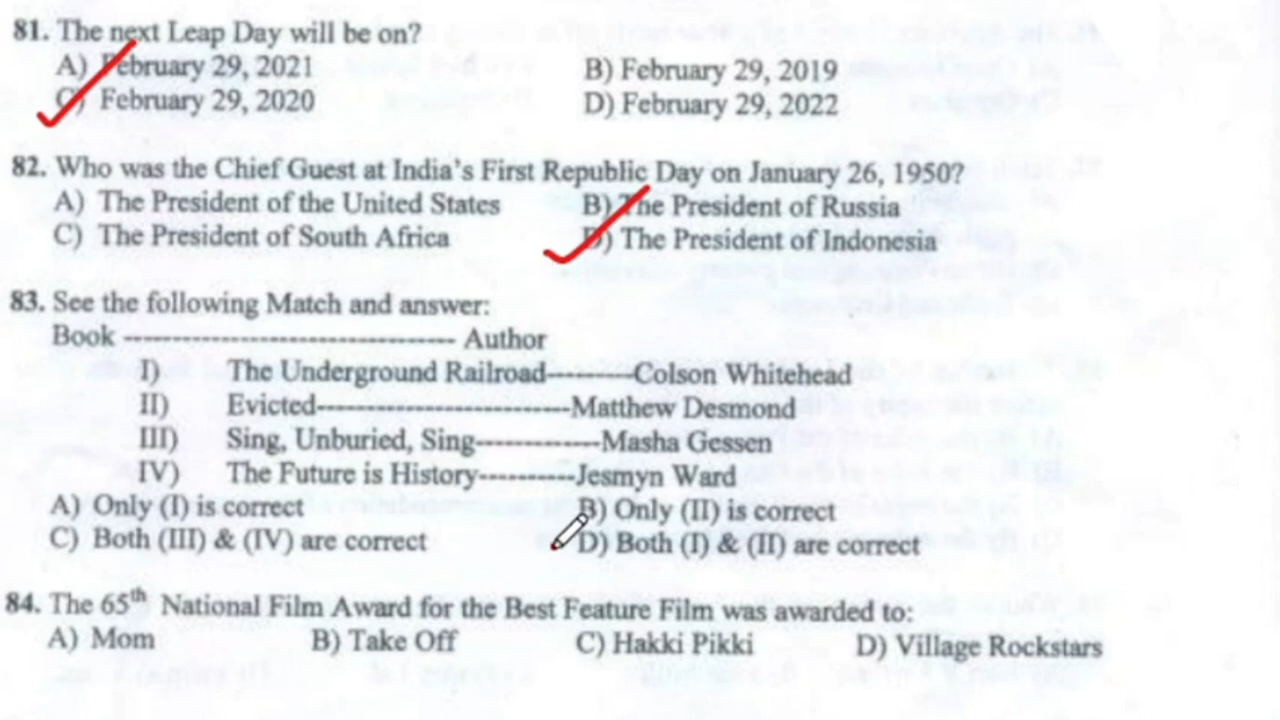 81. The next Leap Day will be on?
A) February 29, 2021 B) February 29, 2019
C) February 29, 2020 D) February 29, 2022
82. Who was the Chief Guest at India's First Republic Day on January 26, 1950?
A) The President of the United States B) The President of Russia
C) The President of South Africa D) The President of Indonesia
83. See the following Match and answer:
Book ------------------------------- Author
I) The Underground Railroad---------Colson Whitehead
II) Evicted-------------------------Matthew Desmond
III) Sing, Unburied, Sing------------Masha Gessen
IV) The Future is History----------Jesmyn Ward
A) Only (I) is correct B) Only (II) is correct
C) Both (III) & (IV) are correct D) Both (I) & (II) are correct
84. The 65th National Film Award for the Best Feature Film was awarded to:
A) Mom B) Take Off C) Hakki Pikki D) Village Rockstars